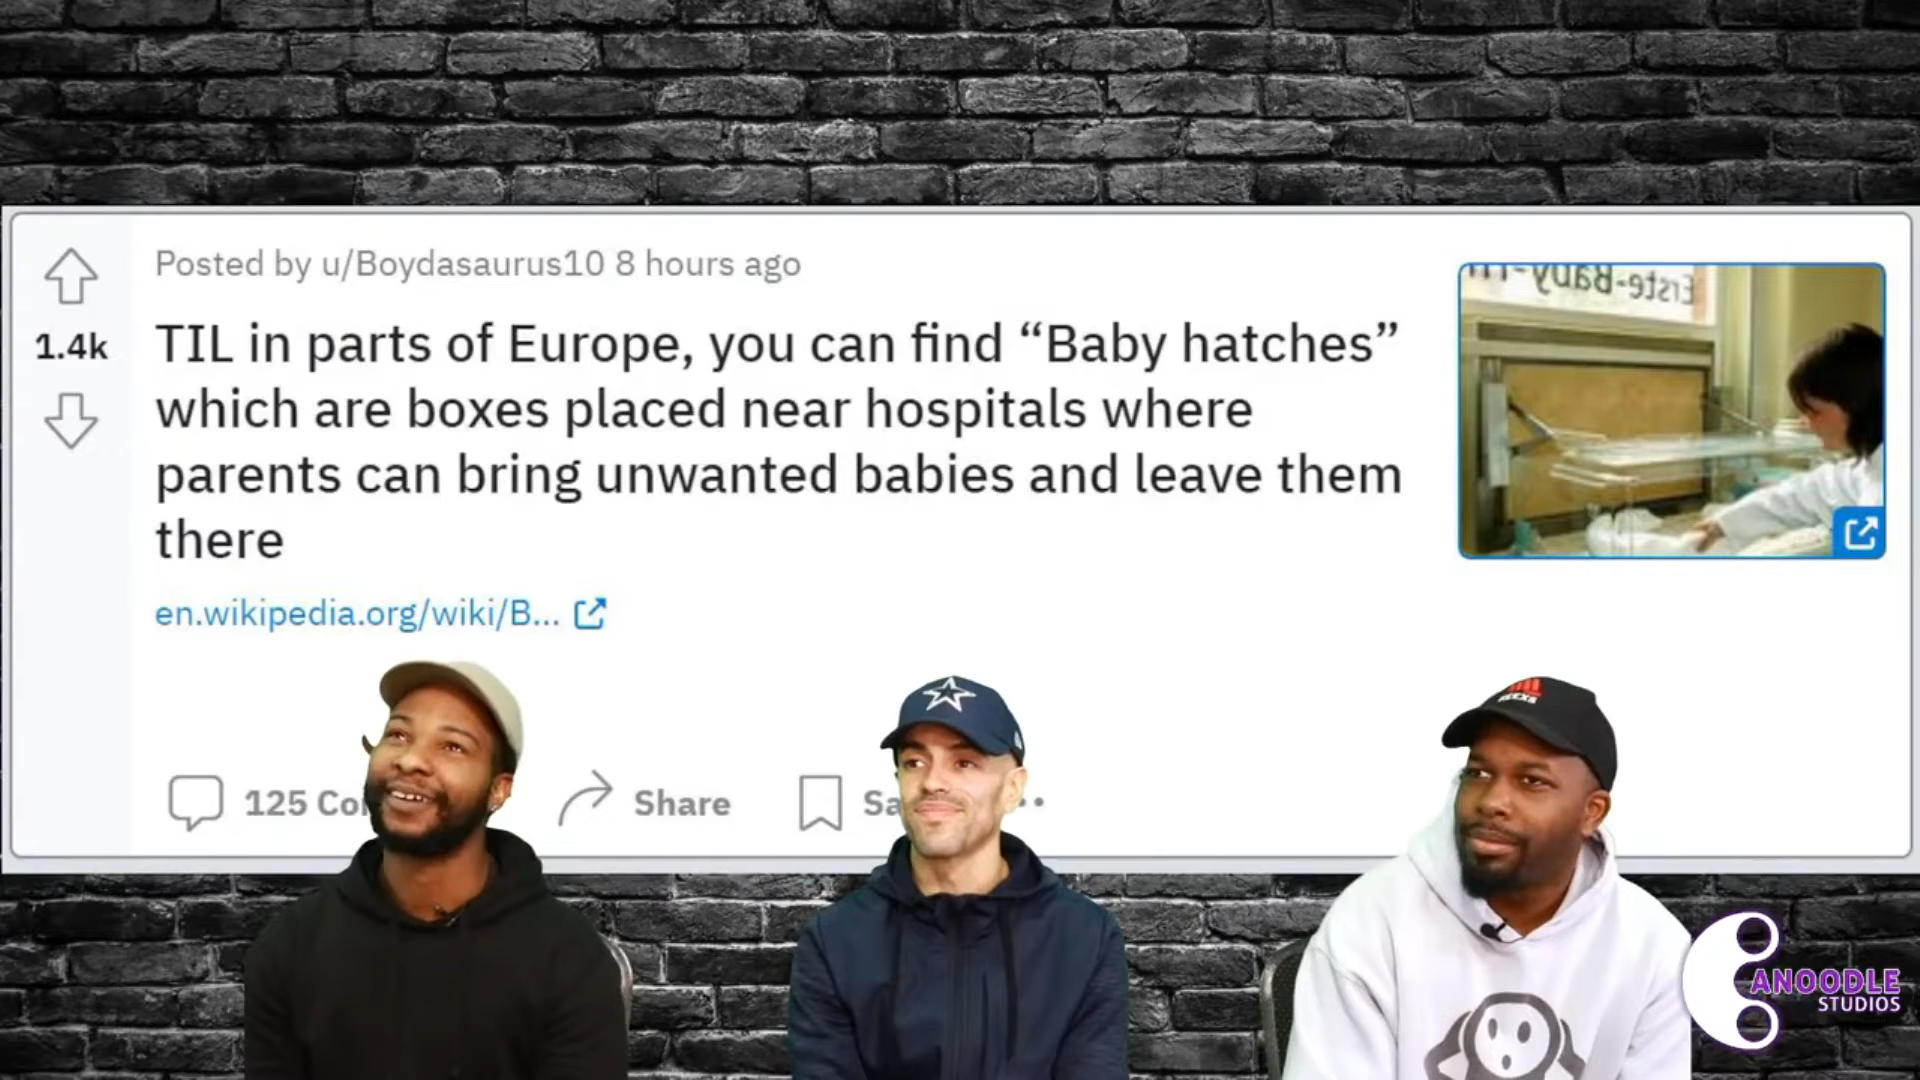 Posted by u/Boydasaurus10 8 hours ago
1.4k
TIL in parts of Europe, you can find “Baby hatches”
which are boxes placed near hospitals where
parents can bring unwanted babies and leave them
there
en.wikipedia.org/wiki/B...
Erste-Baby-
125
Share
ANOODLE
STUDIOS